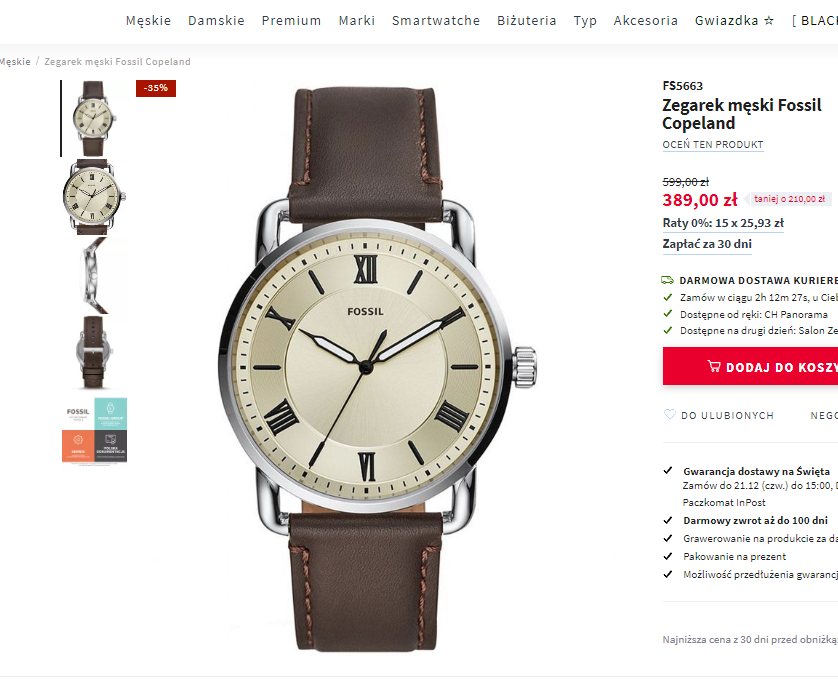 Męskie Damskie Premium Marki Smartwatche Biżuteria Typ Akcesoria Gwiazdka ☆ [ BLAC
Męskie / Zegarek męski Fossil Copeland
-35%
FOSSIL
XII
FOSSIL
FS5663
Zegarek męski Fossil
Copeland
OCEŃ TEN PRODUKT
599,00 zł
389,00 zł taniej o 210,00 zł
Raty 0%: 15 x 25,93 zł
Zapłać za 30 dni
DARMOWA DOSTAWA KURIERE
Zamów w ciągu 2h 12m 27s, u Cieb
Dostępne od ręki: CH Panorama
Dostępne na drugi dzień: Salon Ze
DODAJ DO KOSZY
DO ULUBIONYCH NEGO
Gwarancja dostawy na Święta
Zamów do 21.12 (czw.) do 15:00, D
Paczkomat InPost
Darmowy zwrot aż do 100 dni
Grawerowanie na produkcie za da
Pakowanie na prezent
Możliwość przedłużenia gwarancj
Najniższa cena z 30 dni przed obniżką: